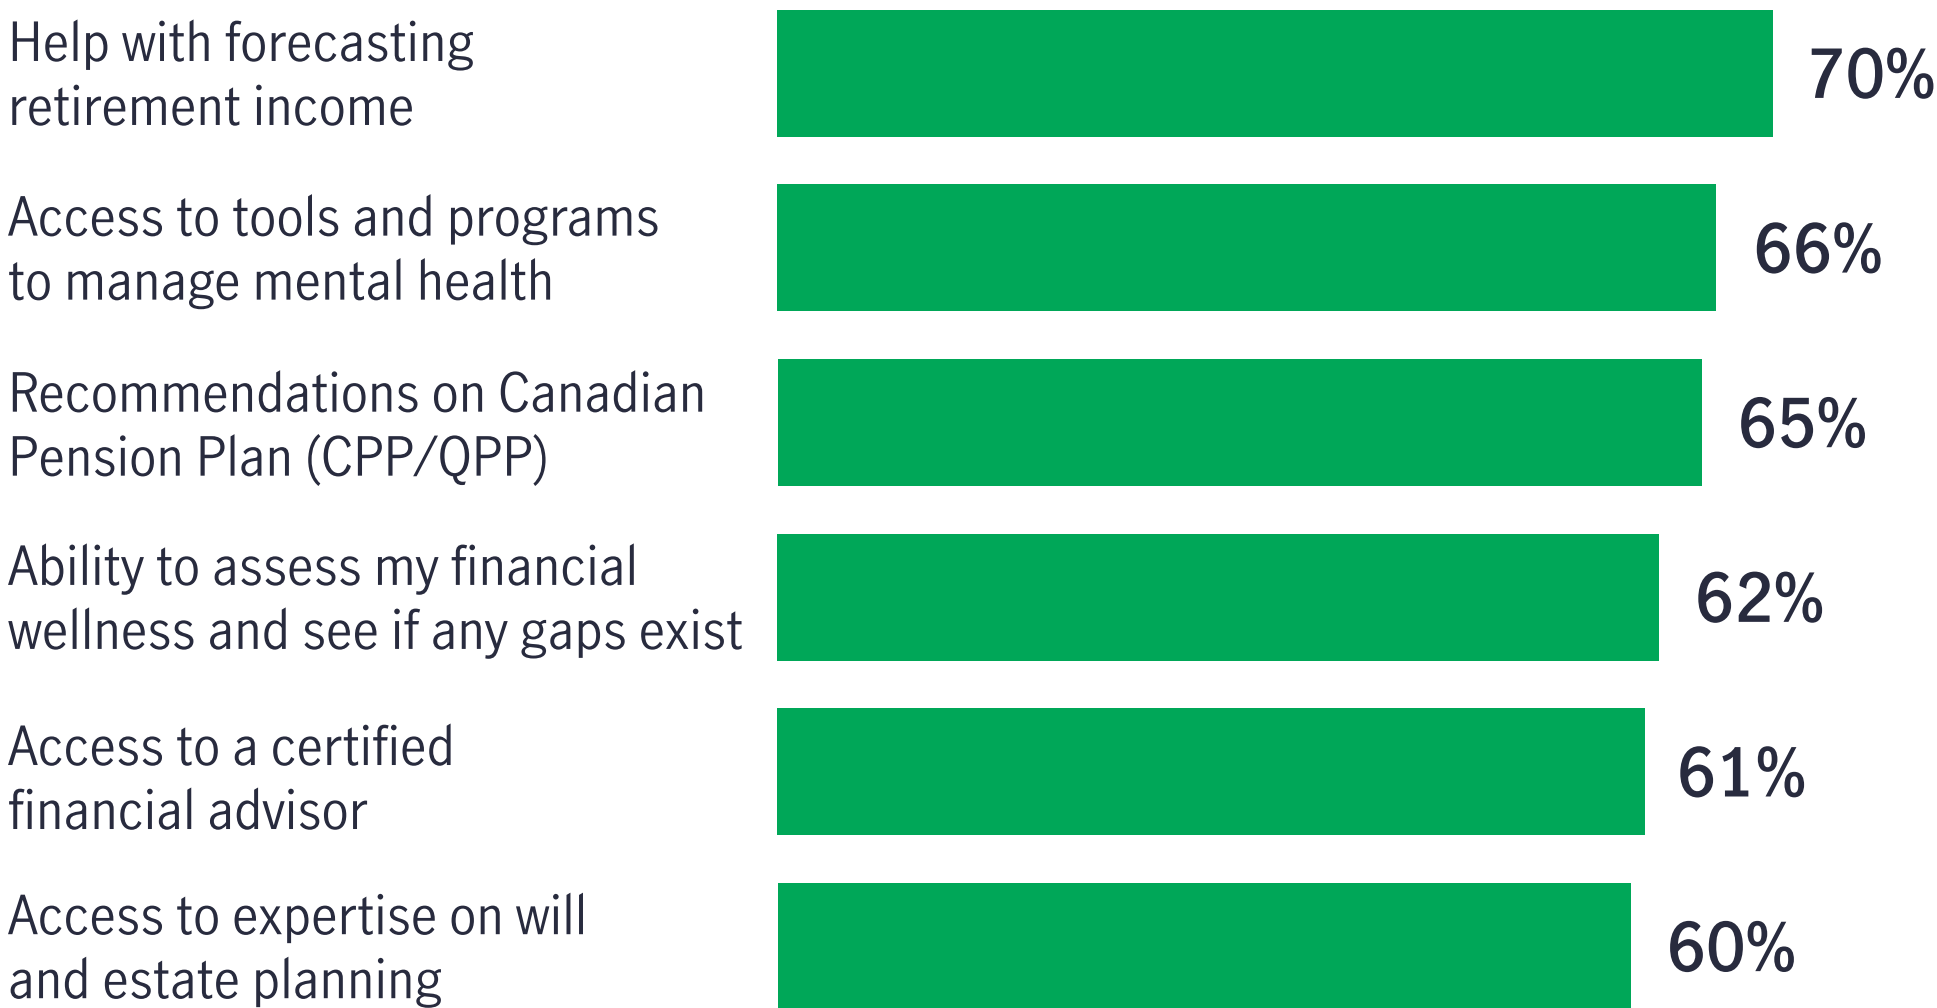 Help with forecasting
retirement income
70%
Access to tools and programs
to manage mental health
66%
Recommendations on Canadian
Pension Plan (CPP/QPP)
65%
Ability to assess my financial
wellness and see if any gaps exist
62%
Access to a certified
financial advisor
61%
Access to expertise on will
and estate planning
60%